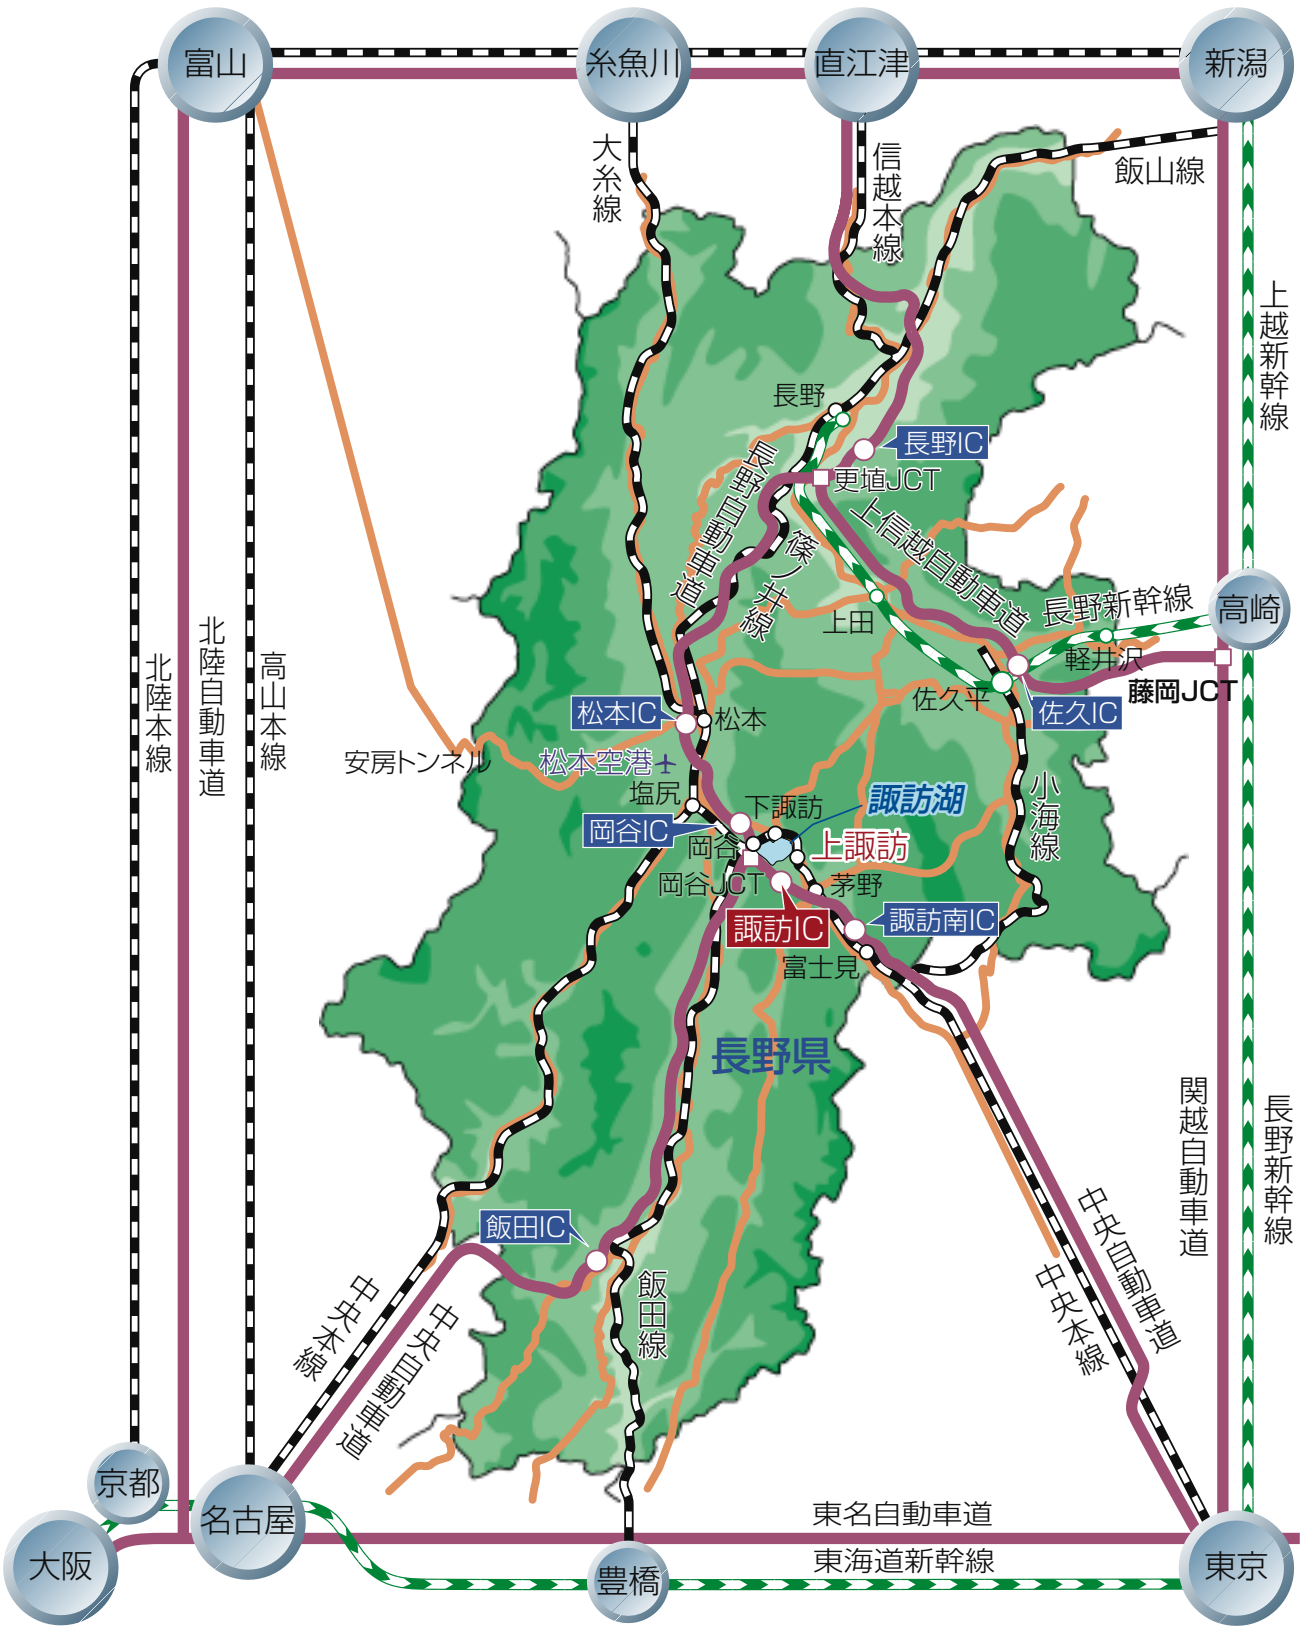 富山
糸魚川
直江津
新潟
大糸線
信越本線
飯山線
上越新幹線
長野
長野IC
更埴JCT
長野自動車道
篠ノ井線
上信越自動車道
長野新幹線
高崎
上田
軽井沢
藤岡JCT
佐久平
佐久IC
北陸本線
北陸自動車道
高山本線
安房トンネル
松本IC
松本
松本空港
塩尻
下諏訪
諏訪湖
小海線
岡谷IC
岡谷
上諏訪
岡谷JCT
茅野
諏訪IC
諏訪南IC
富士見
長野県
関越自動車道
長野新幹線
飯田IC
飯田線
中央本線
中央自動車道
中央自動車道
中央本線
京都
名古屋
大阪
豊橋
東名自動車道
東海道新幹線
東京